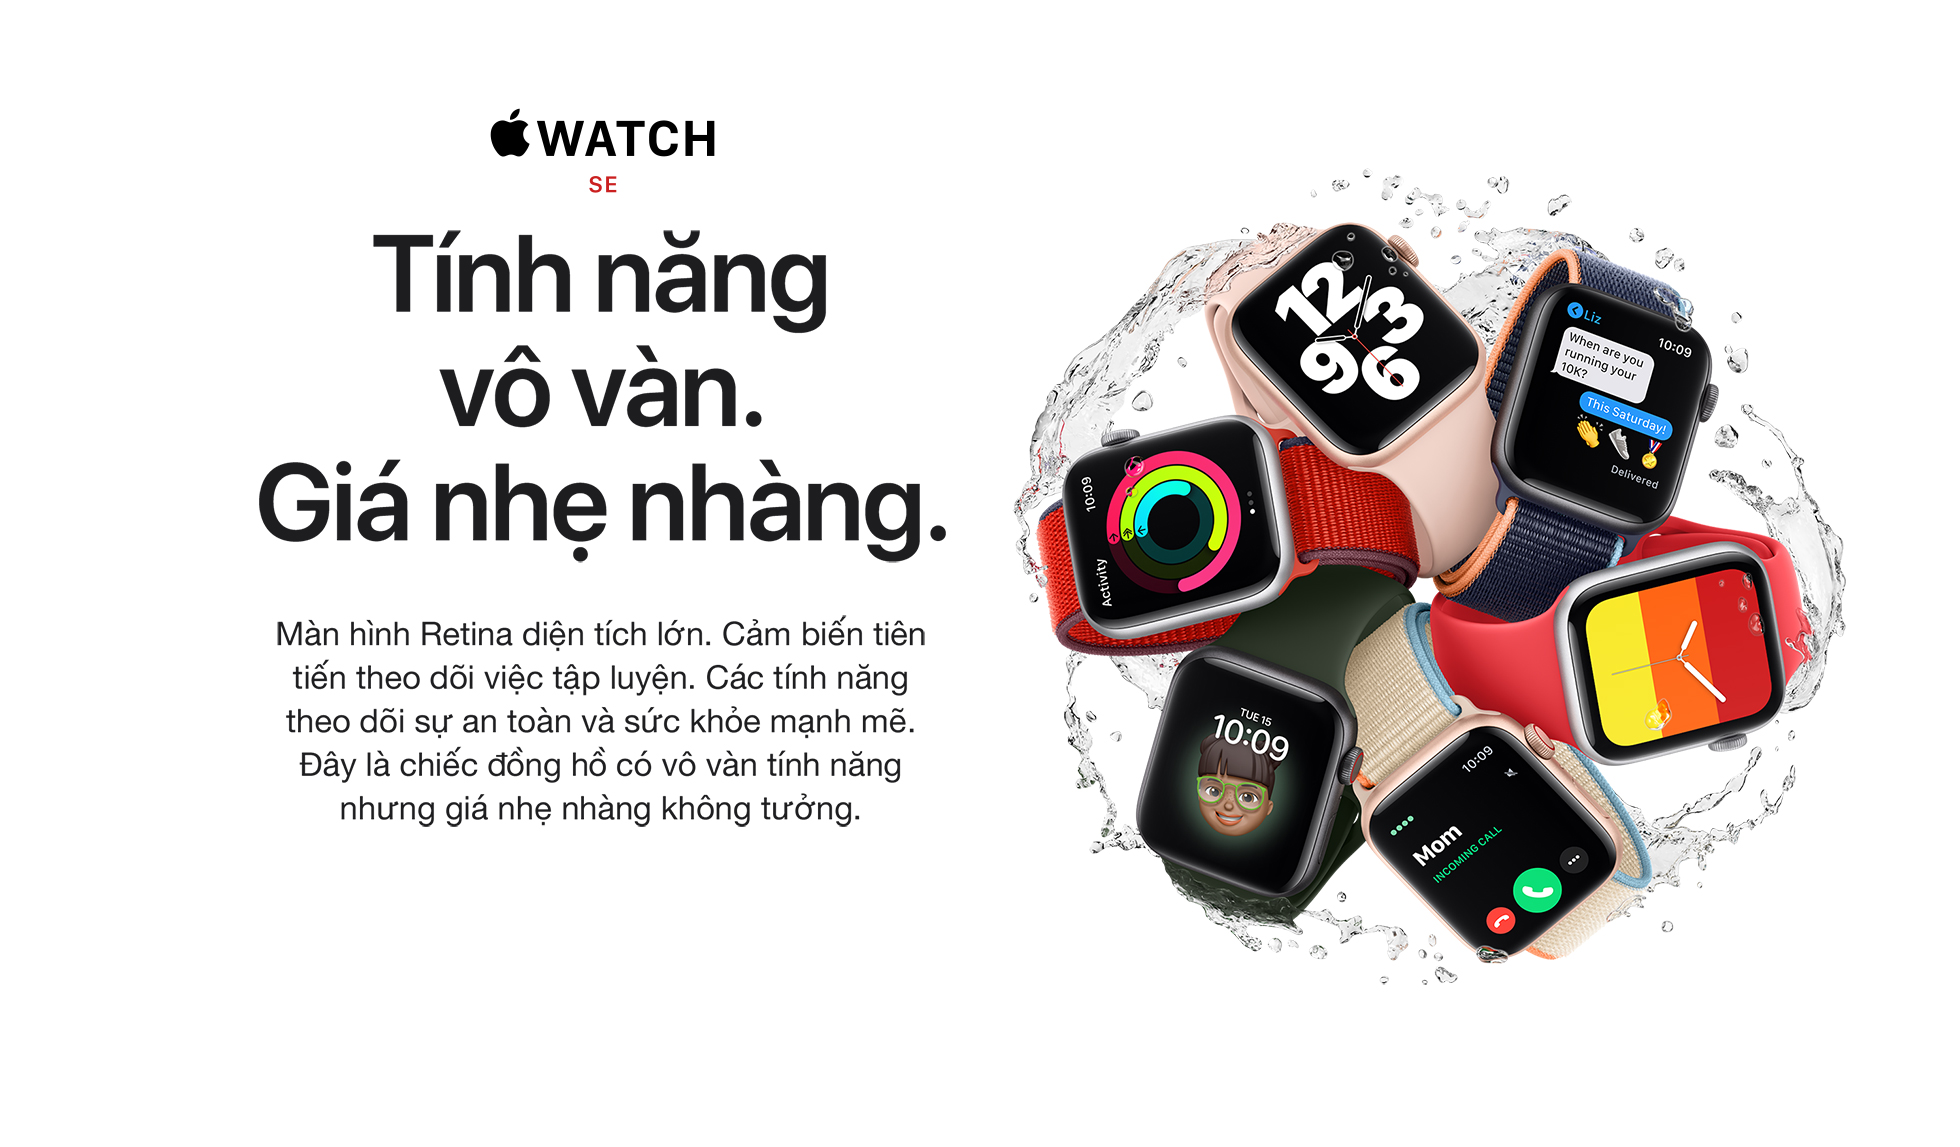 WATCH
SE
Tính năng
vô vàn.
Giá nhẹ nhàng.
Màn hình Retina diện tích lớn. Cảm biến tiên
tiến theo dõi việc tập luyện. Các tính năng
theo dõi sự an toàn và sức khỏe mạnh mẽ.
Đây là chiếc đồng hồ có vô vàn tính năng
nhưng giá nhẹ nhàng không tưởng.
12
3
9
6
Liz
10:09
When are you
running your
10K?
This Saturday!
Delivered
10:09
Activity
TUE 15
10:09
10:09
Mom
INCOMING CALL